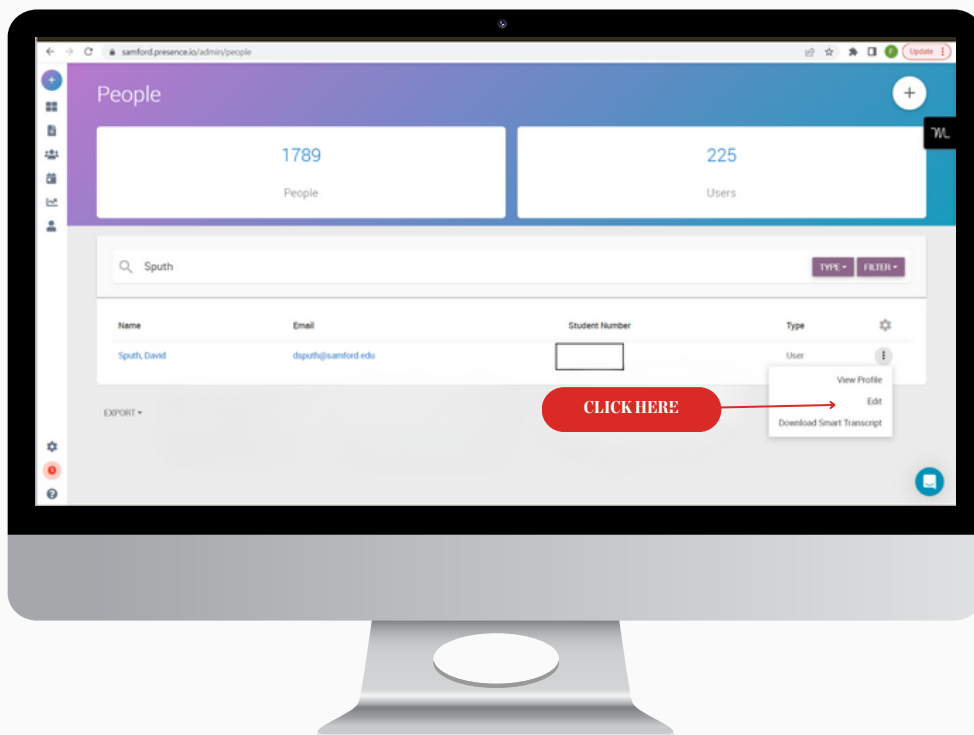 samford.presence.io/admin/people
Update
People
1789
People
225
Users
Sputh
TYPE
FILTER
Name
Email
Student Number
Type
Sputh, David
dsputh@samford.edu
User
View Profile
CLICK HERE
Edit
EXPORT
Download Smart Transcript